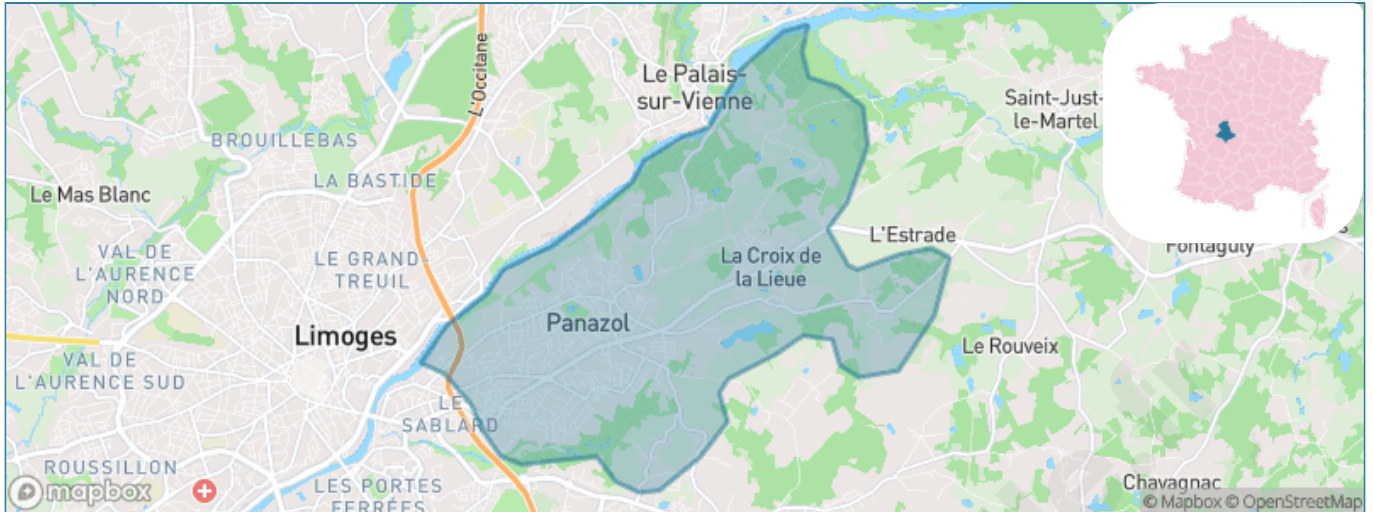 L'Occitane
Le Palais-
sur-Vienne
Saint-Just-
le-Martel
BROUILLEBAS
LA BASTIDE
Le Mas Blanc
VAL DE
L'AURENCE
NORD
LE GRAND-
TREUIL
L'Estrade
La Croix de
la Lieue
Fontaguly
Panazol
Limoges
Le Rouveix
VAL DE
L'AURENCE SUD
LE
SABLARD
ROUSSILLON
LES PORTES
FERRÉES
Chavagnac
mapbox
© Mapbox © OpenStreetMap